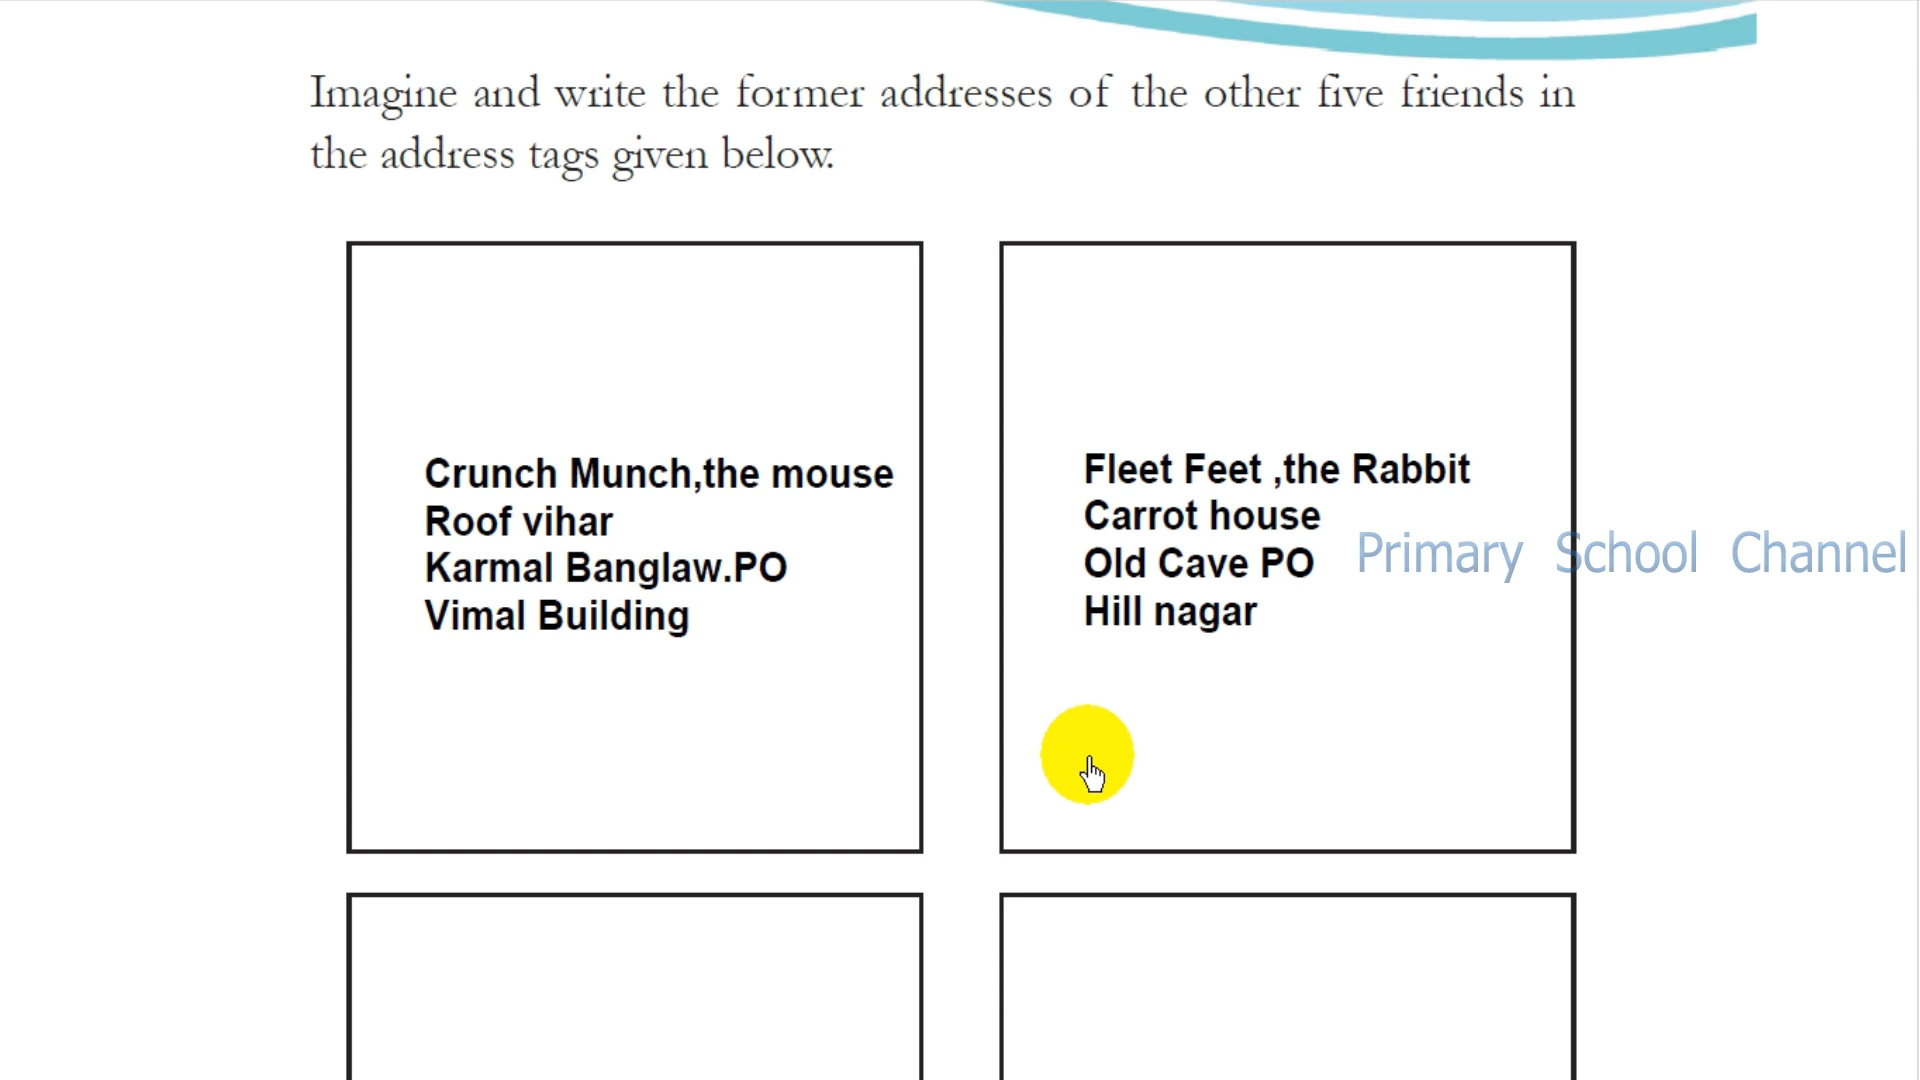 Imagine and write the former addresses of the other five friends in
the address tags given below.
Crunch Munch,the mouse
Roof vihar
Karmal Banglaw.PO
Vimal Building
Fleet Feet ,the Rabbit
Carrot house
Old Cave PO
Hill nagar
Primary School Channel